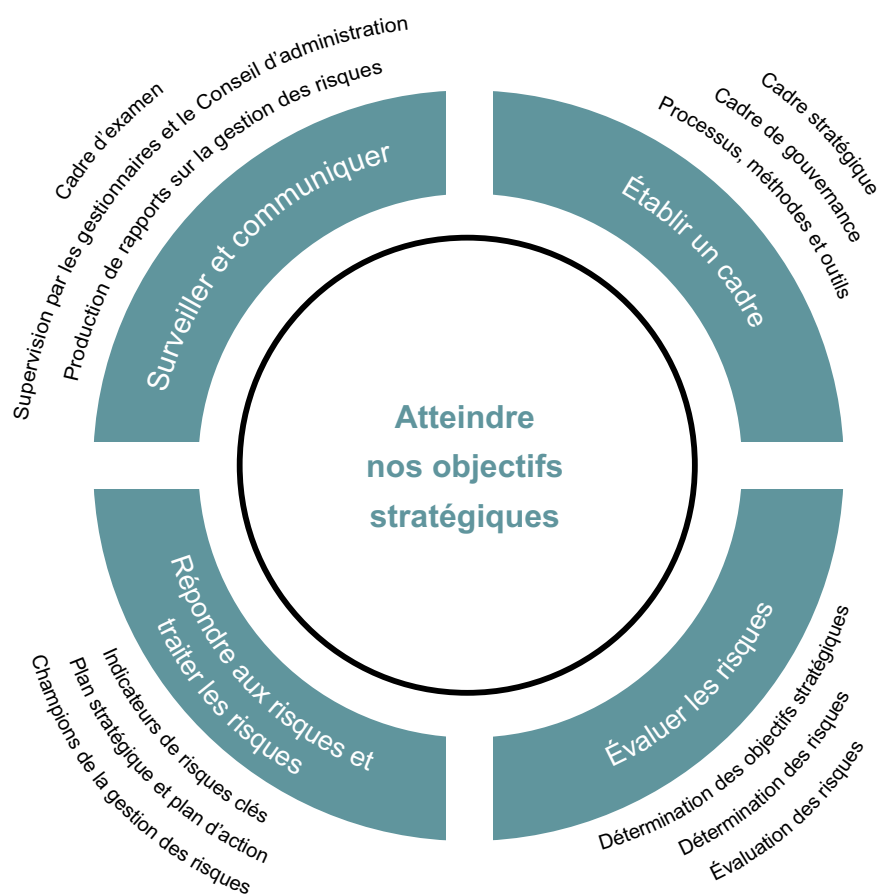 Cadre d'examen
Supervision par les gestionnaires et le Conseil d'administration
Production de rapports sur la gestion des risques
Surveiller et communiquer
Cadre stratégique
Cadre de gouvernance
Processus, méthodes et outils
Établir un cadre
Atteindre
nos objectifs
stratégiques
Évaluer les risques
Détermination des objectifs stratégiques
Détermination des risques
Évaluation des risques
Répondre aux risques et
traiter les risques
Indicateurs de risques clés
Plan stratégique et plan d'action
Champions de la gestion des risques